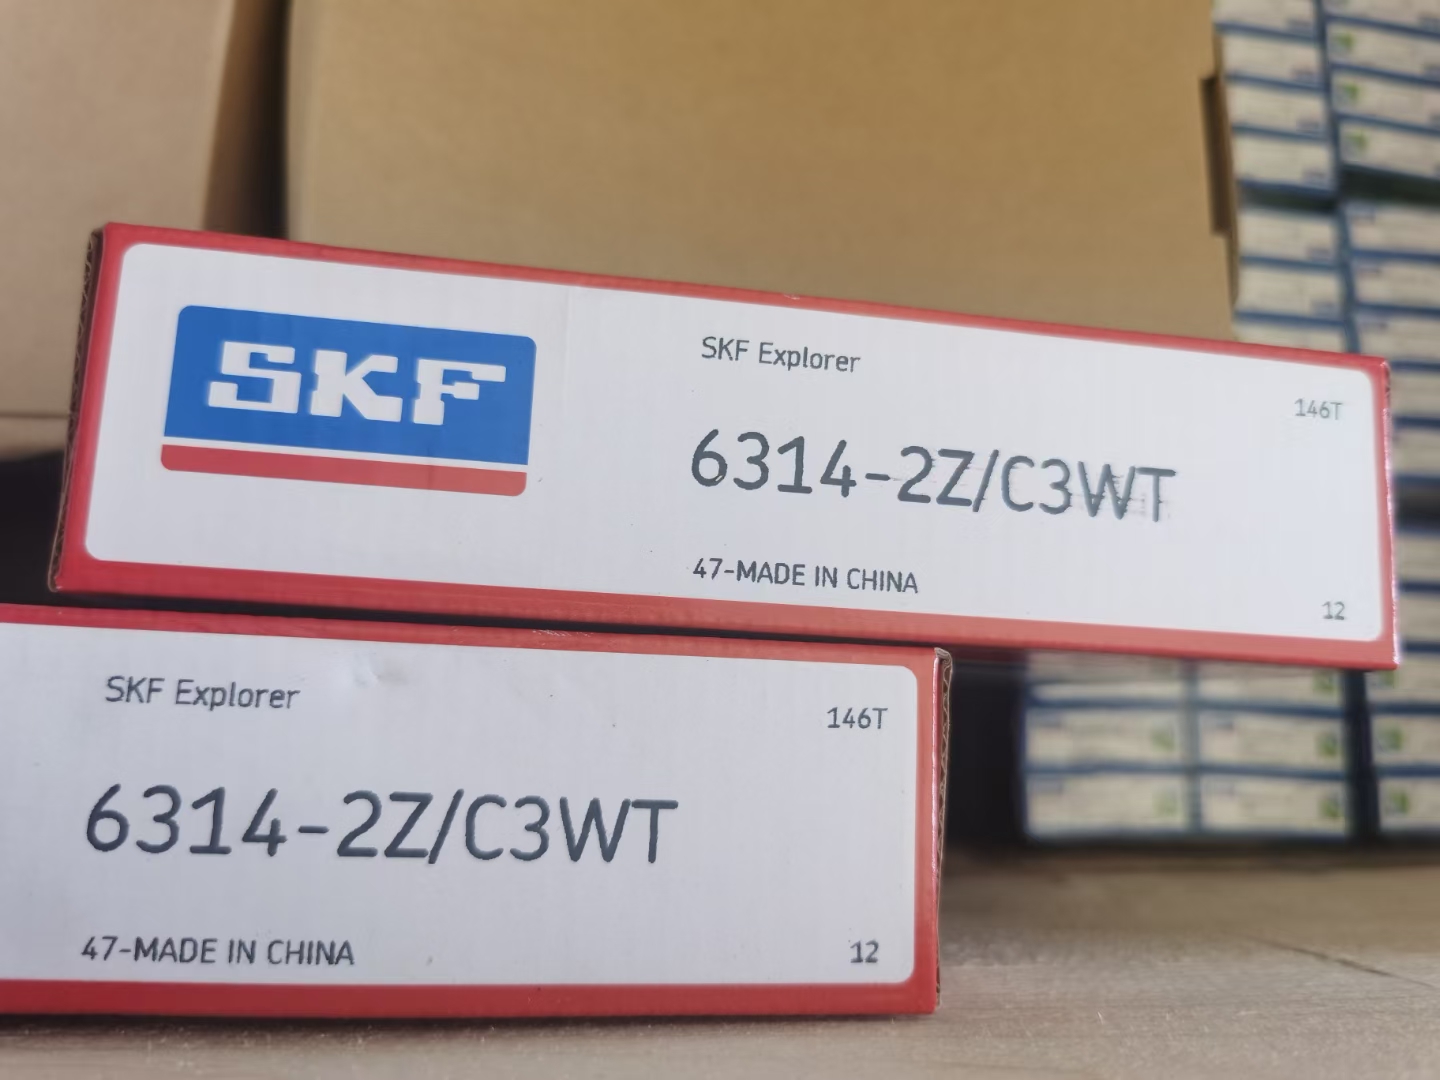 SKF
SKF Explorer
146T
6314-2Z/C3WT
47-MADE IN CHINA
12
SKF Explorer
146T
6314-2Z/C3WT
47-MADE IN CHINA
12